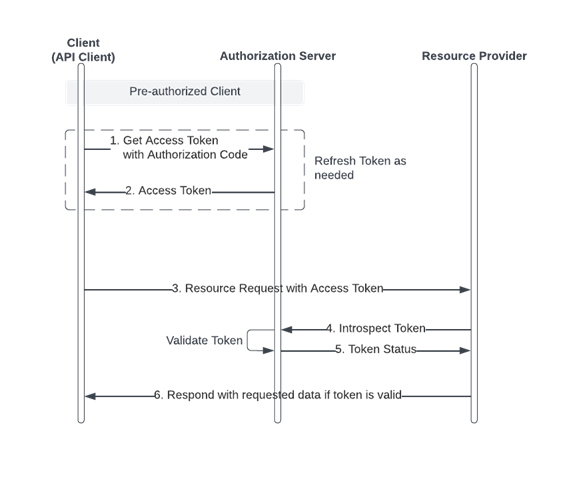 Client
(API Client)
Authorization Server
Resource Provider
Pre-authorized Client
1. Get Access Token
with Authorization Code
Refresh Token as
needed
2. Access Token
3. Resource Request with Access Token
4. Introspect Token
Validate Token
5. Token Status
6. Respond with requested data if token is valid